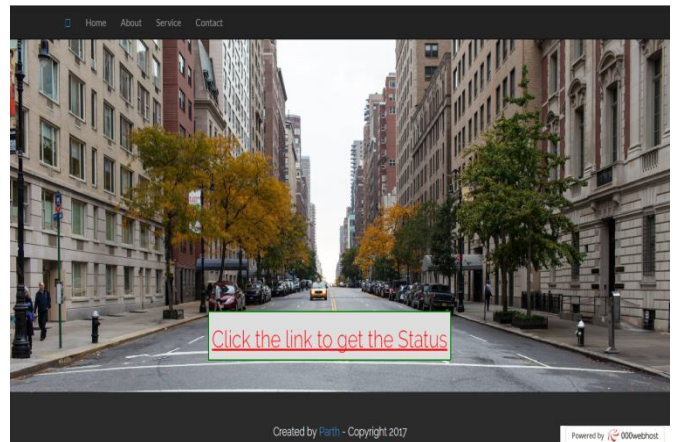 Home About Service Contact
Click the link to get the Status
Created by Parth - Copyright 2017
Powered by 000webhost